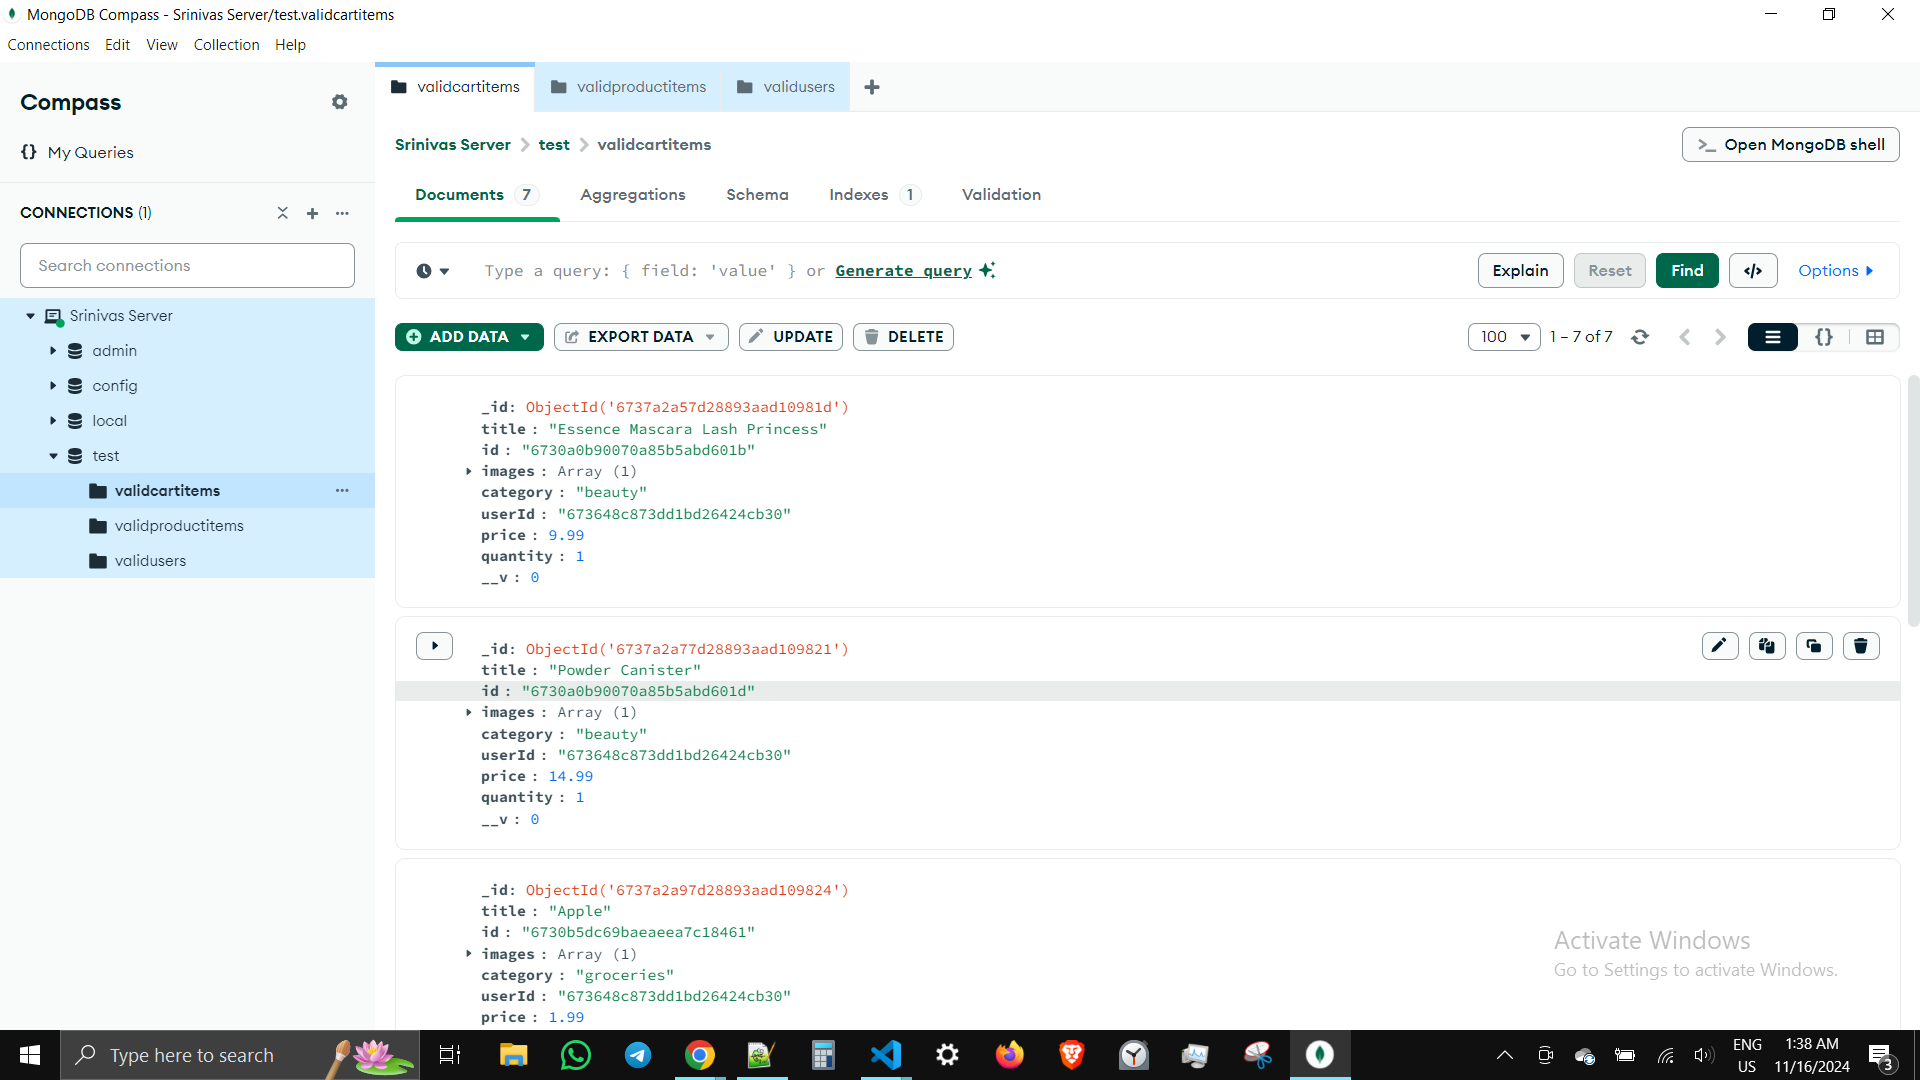 MongoDB Compass - Srinivas Server/test.validcartitems
Connections Edit View Collection Help
Compass
My Queries
CONNECTIONS (1)
Search connections
Srinivas Server
admin
config
local
test
validcartitems
validproductitems
validusers
validcartitems validproductitems validusers
Srinivas Server test validcartitems
>_ Open MongoDB shell
Documents 7 Aggregations Schema Indexes 1 Validation
Type a query: { field: 'value' } or Generate query
Explain Reset Find </> Options
ADD DATA EXPORT DATA UPDATE DELETE
100 1 – 7 of 7 {}
_id: ObjectId('6737a2a57d28893aad10981d')
title : "Essence Mascara Lash Princess"
id : "6730a0b90070a85b5abd601b"
images : Array (1)
category : "beauty"
userId : "673648c873dd1bd26424cb30"
price : 9.99
quantity : 1
__v : 0
_id: ObjectId('6737a2a77d28893aad109821')
title : "Powder Canister"
id : "6730a0b90070a85b5abd601d"
images : Array (1)
category : "beauty"
userId : "673648c873dd1bd26424cb30"
price : 14.99
quantity : 1
__v : 0
_id: ObjectId('6737a2a97d28893aad109824')
title : "Apple"
id : "6730b5dc69baeaeea7c18461"
images : Array (1)
category : "groceries"
userId : "673648c873dd1bd26424cb30"
price : 1.99
Activate Windows
Go to Settings to activate Windows.
Type here to search
ENG
US
1:38 AM
11/16/2024
3